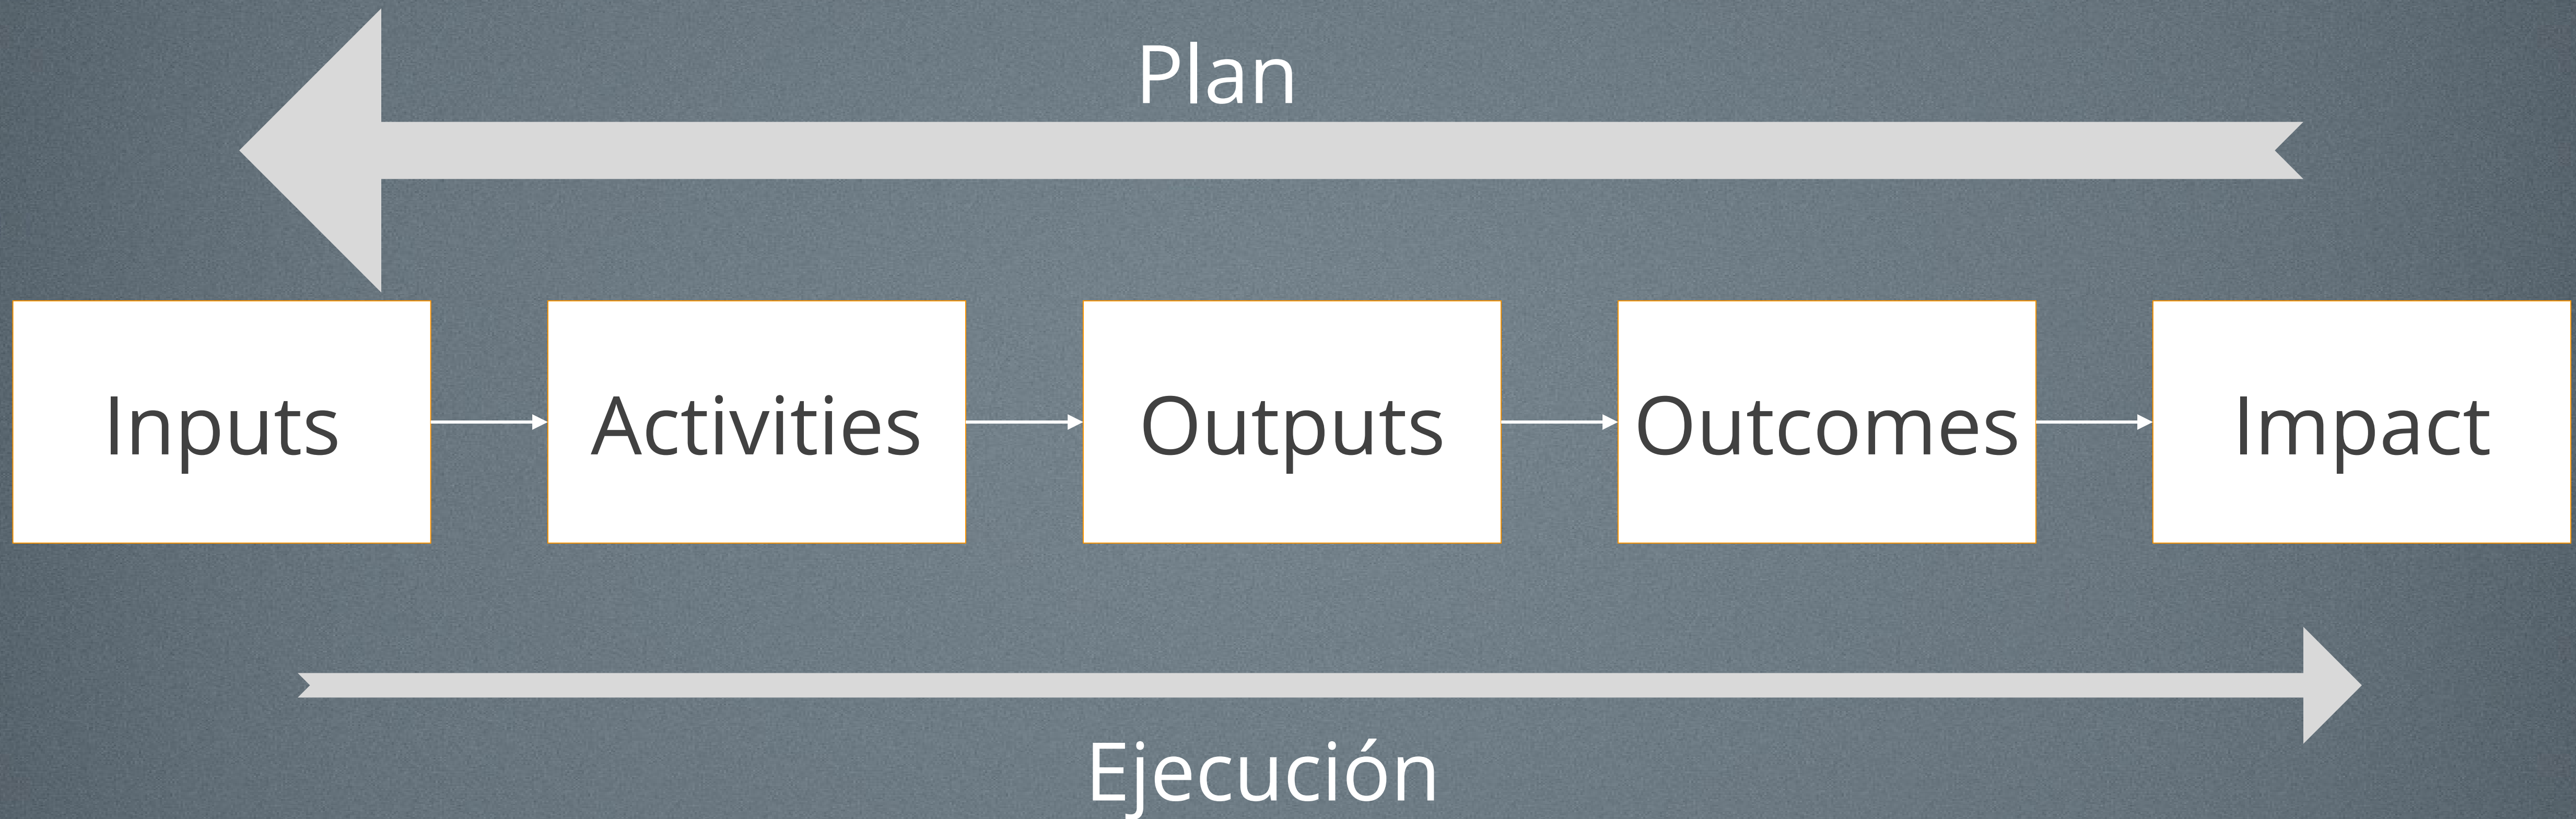 Plan
Inputs
Activities
Outputs
Outcomes
Impact
Ejecución